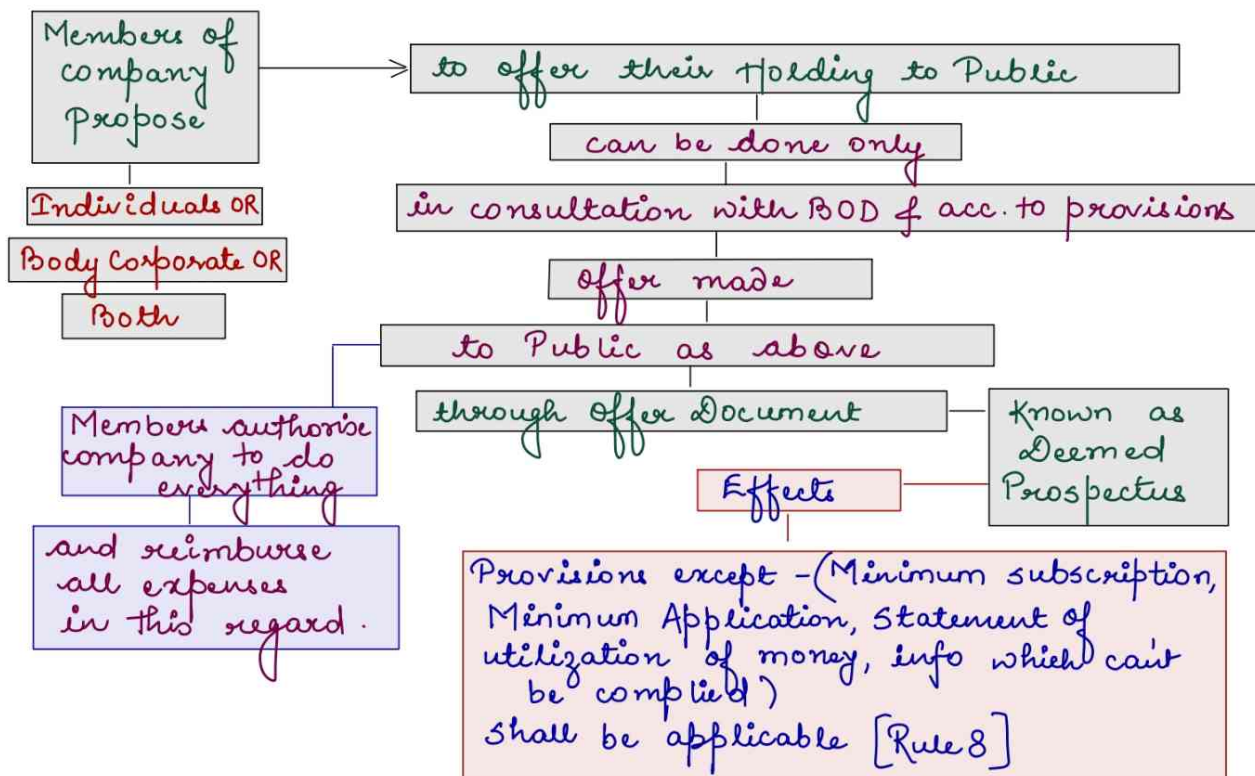 Members of
company
Propose
to offer their Holding to Public
can be done only
Individuals OR
in consultation with BOD & acc. to provisions
Body Corporate OR
Both
offer made
to Public as above
through offer Document
Known as
Deemed
Prospectus
Members authorise
company to do
everything
and reimburse
all expenses
in this regard.
Effects
Provisions except - (Minimum subscription,
Minimum Application, Statement of
utilization of money, info which can't
be complied)
shall be applicable [Rule 8]